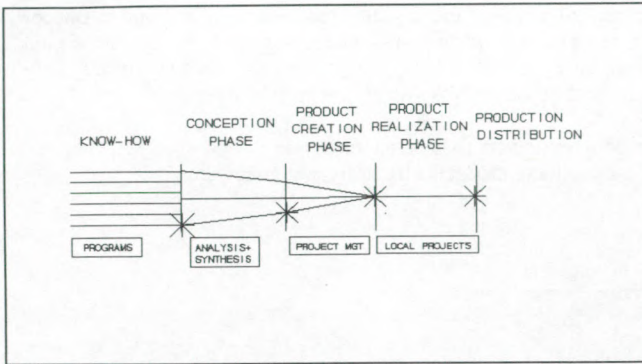 KNOW-HOW
CONCEPTION
PHASE
PRODUCT
CREATION
PHASE
PRODUCT
REALIZATION
PHASE
PRODUCTION
DISTRIBUTION
PROGRAMS
ANALYSIS+
SYNTHESIS
PROJECT MGT
LOCAL PROJECTS